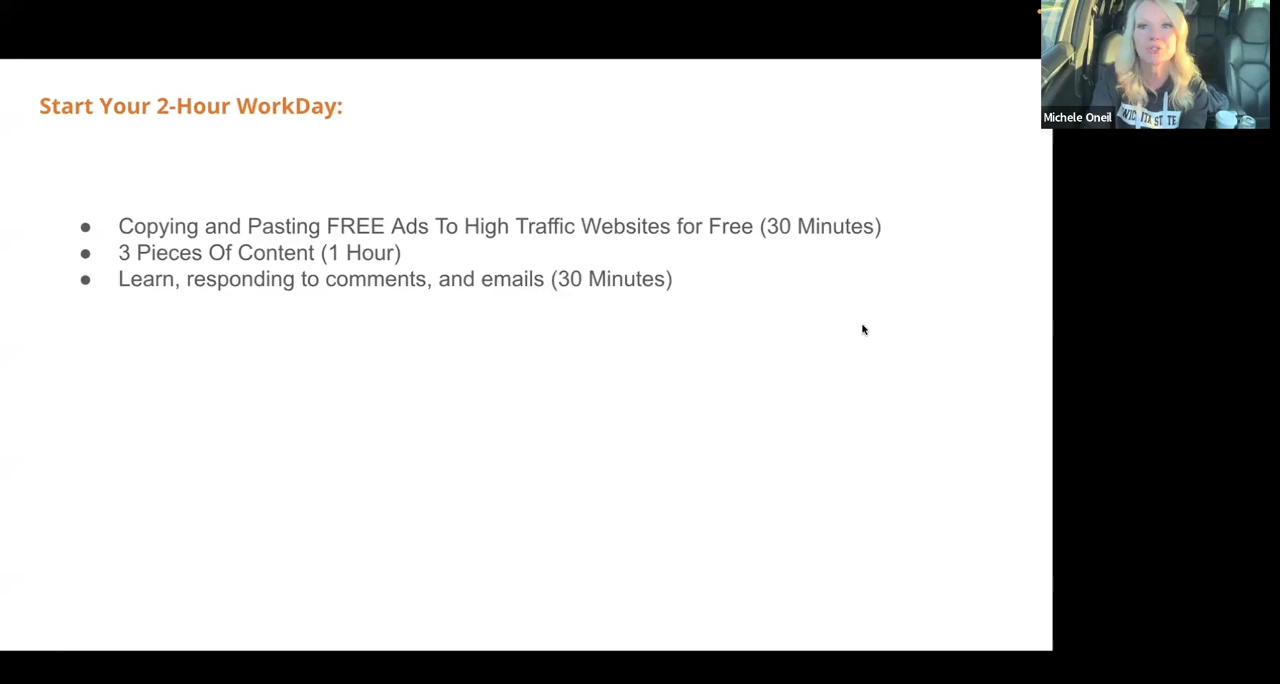 Start Your 2-Hour WorkDay:
● Copying and Pasting FREE Ads To High Traffic Websites for Free (30 Minutes)
● 3 Pieces Of Content (1 Hour)
● Learn, responding to comments, and emails (30 Minutes)
Michele Oneil